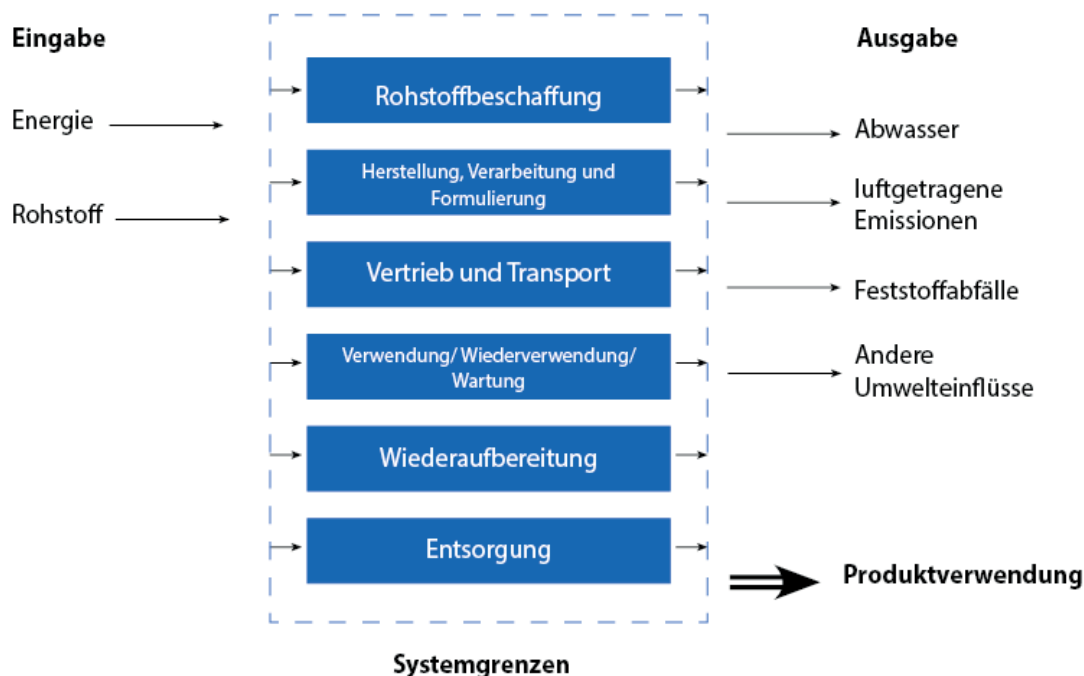 Eingabe
Energie
Rohstoff
Rohstoffbeschaffung
Herstellung, Verarbeitung und
Formulierung
Vertrieb und Transport
Verwendung/ Wiederverwendung/
Wartung
Wiederaufbereitung
Entsorgung
Systemgrenzen
Ausgabe
Abwasser
luftgetragene
Emissionen
Feststoffabfälle
Andere
Umwelteinflüsse
Produktverwendung